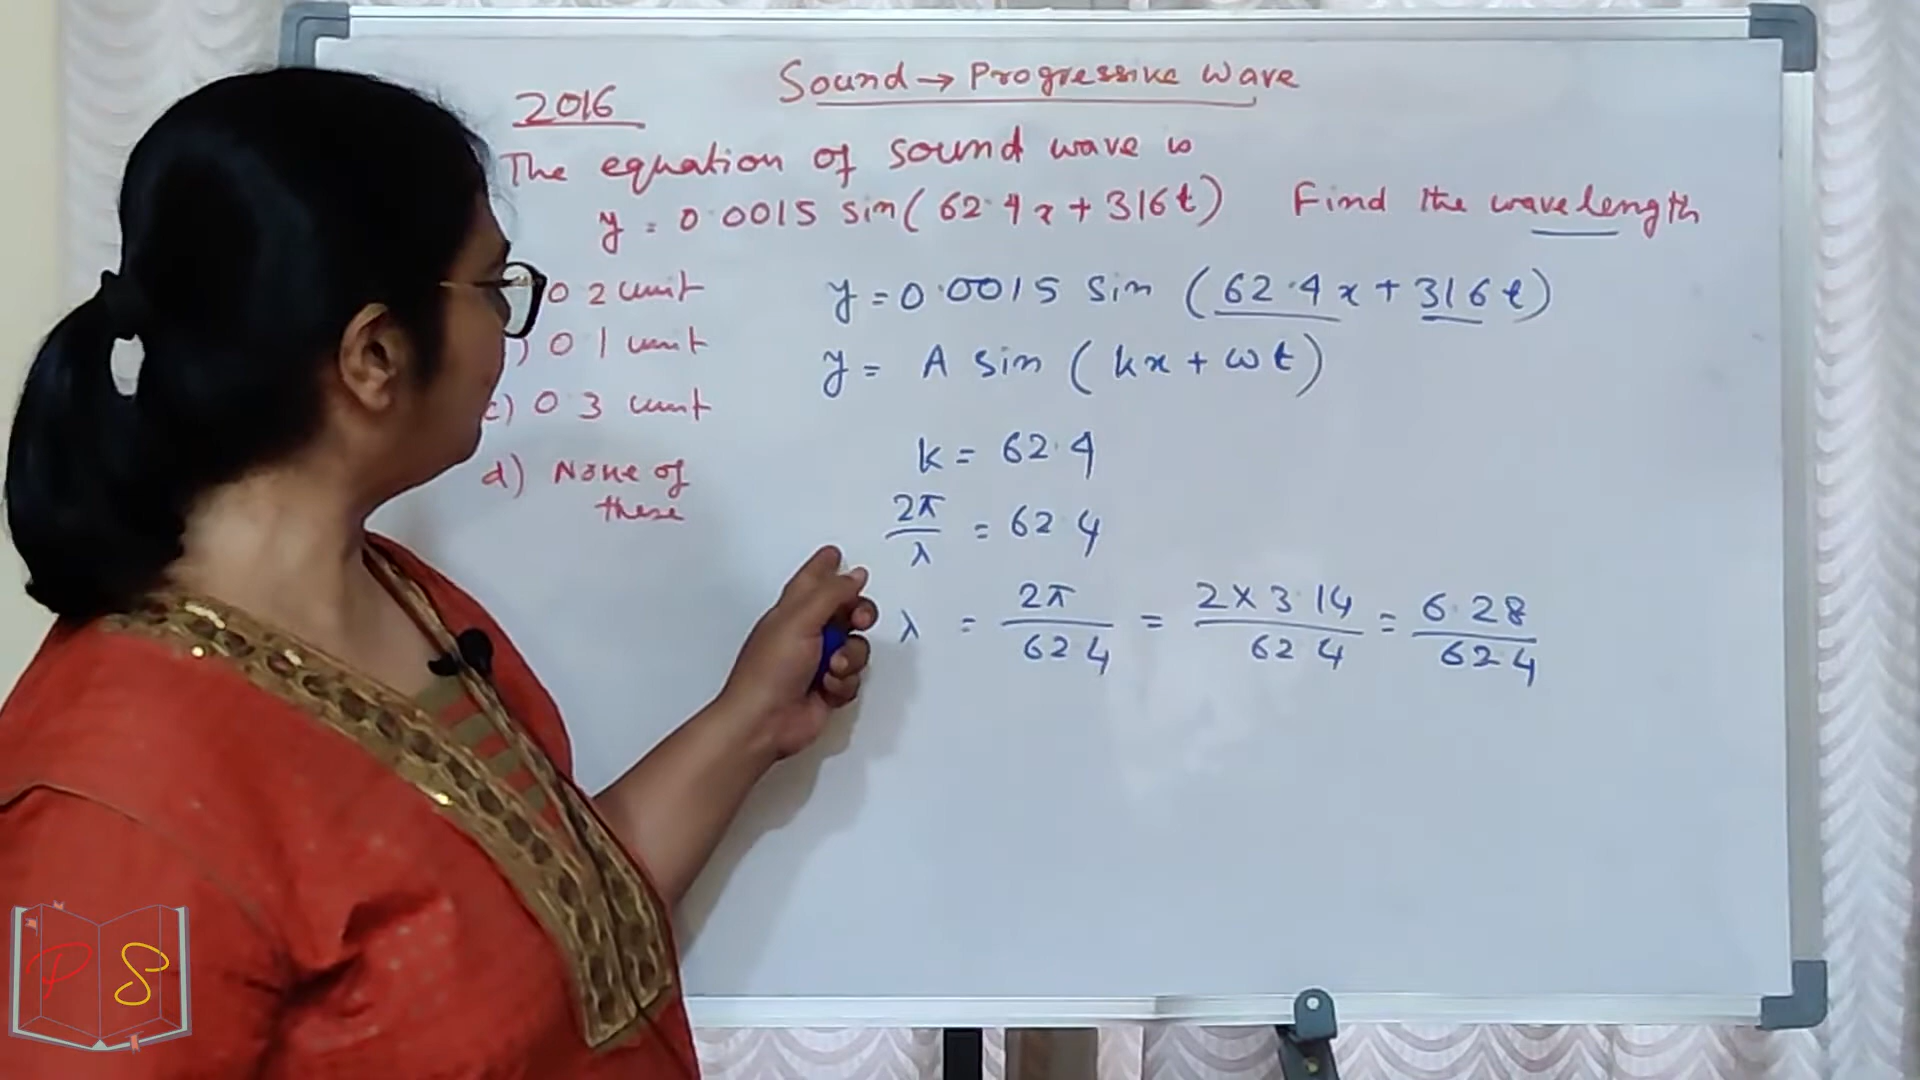 Sound → Progressive Wave
2016
The equation of sound wave is
y = 0.0015 sin(62.4x + 316t) Find the wavelength
0.2 unit
) 0.1 unit
c) 0.3 unit
d) None of
these
y = 0.0015 sin (62.4x + 316t)
y = A sin (kx + ωt)
k = 62.4
2π/λ = 62.4
λ = 2π/62.4 = 2×3.14/62.4 = 6.28/62.4
P S